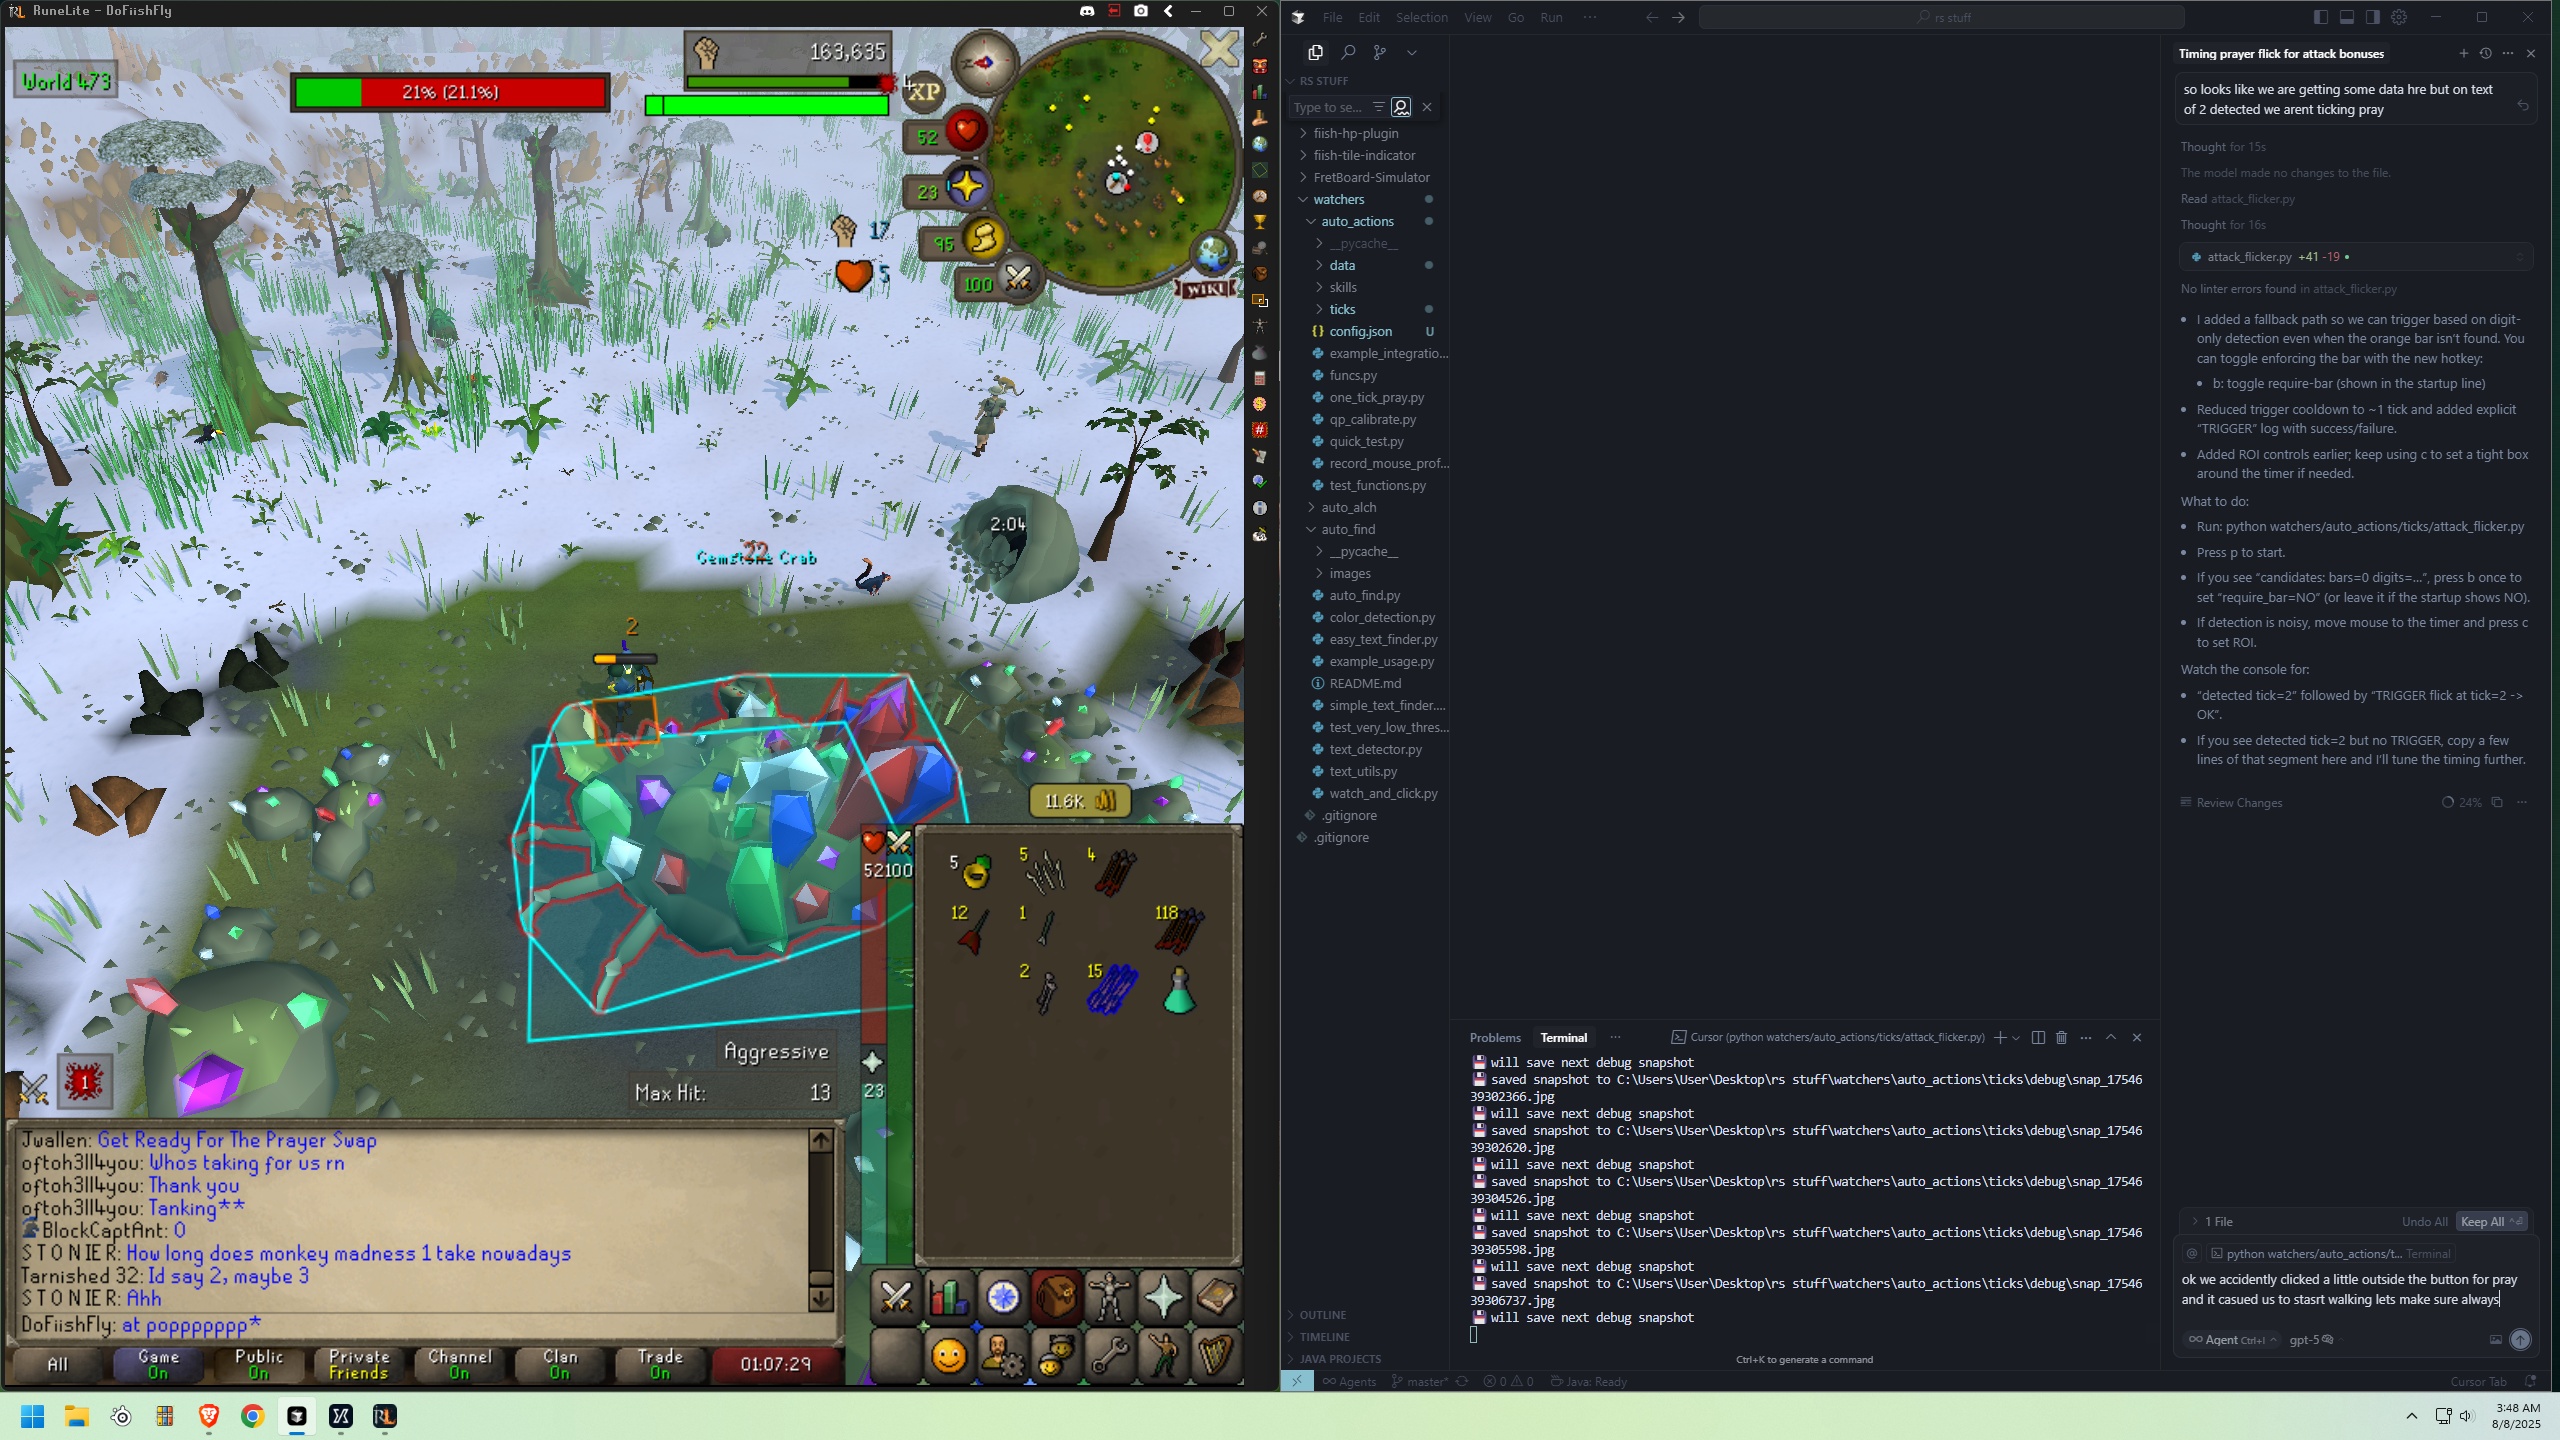 RuneLite - DoFiishFly
World 473
21% (21.1%)
163,635
XP
52
23
95
100
17
5
WIKI
2:04
Gemstone Crab
22
2
11.6K
52100
5
5
4
12
1
118
2
15
23
Aggressive
Max Hit: 13
1
Jwallen: Get Ready For The Prayer Swap
oftoh3ll4you: Whos taking for us rn
oftoh3ll4you: Thank you
oftoh3ll4you: Tanking**
BlockCaptAnt: 0
S T O N I E R: How long does monkey madness 1 take nowadays
Tarnished 32: Id say 2, maybe 3
S T O N I E R: Ahh
DoFiishFly: at poppppppp*
All
Game On
Public On
Private Friends
Channel On
Clan On
Trade On
01:07:29
File Edit Selection View Go Run ...
rs stuff
RS STUFF
Type to se...
fiish-hp-plugin
fiish-tile-indicator
FretBoard-Simulator
watchers
auto_actions
__pycache__
data
skills
ticks
{} config.json U
example_integratio...
funcs.py
one_tick_pray.py
qp_calibrate.py
quick_test.py
record_mouse_prof...
test_functions.py
auto_alch
auto_find
__pycache__
images
auto_find.py
color_detection.py
easy_text_finder.py
example_usage.py
README.md
simple_text_finder....
test_very_low_thres...
text_detector.py
text_utils.py
watch_and_click.py
.gitignore
.gitignore
OUTLINE
TIMELINE
JAVA PROJECTS
Problems Terminal ... Cursor (python watchers/auto_actions/ticks/attack_flicker.py)
will save next debug snapshot
saved snapshot to C:\Users\User\Desktop\rs stuff\watchers\auto_actions\ticks\debug\snap_17546
39302366.jpg
will save next debug snapshot
saved snapshot to C:\Users\User\Desktop\rs stuff\watchers\auto_actions\ticks\debug\snap_17546
39302620.jpg
will save next debug snapshot
saved snapshot to C:\Users\User\Desktop\rs stuff\watchers\auto_actions\ticks\debug\snap_17546
39304526.jpg
will save next debug snapshot
saved snapshot to C:\Users\User\Desktop\rs stuff\watchers\auto_actions\ticks\debug\snap_17546
39305598.jpg
will save next debug snapshot
saved snapshot to C:\Users\User\Desktop\rs stuff\watchers\auto_actions\ticks\debug\snap_17546
39306737.jpg
will save next debug snapshot
Ctrl+K to generate a command
Timing prayer flick for attack bonuses
so looks like we are getting some data hre but on text
of 2 detected we arent ticking pray
Thought for 15s
The model made no changes to the file.
Read attack_flicker.py
Thought for 16s
attack_flicker.py +41 -19
No linter errors found in attack_flicker.py
• I added a fallback path so we can trigger based on digit-
only detection even when the orange bar isn't found. You
can toggle enforcing the bar with the new hotkey:
• b: toggle require-bar (shown in the startup line)
• Reduced trigger cooldown to ~1 tick and added explicit
“TRIGGER” log with success/failure.
• Added ROI controls earlier; keep using c to set a tight box
around the timer if needed.
What to do:
• Run: python watchers/auto_actions/ticks/attack_flicker.py
• Press p to start.
• If you see “candidates: bars=0 digits=...”, press b once to
set “require_bar=NO” (or leave it if the startup shows NO).
• If detection is noisy, move mouse to the timer and press c
to set ROI.
Watch the console for:
• “detected tick=2” followed by “TRIGGER flick at tick=2 ->
OK”.
• If you see detected tick=2 but no TRIGGER, copy a few
lines of that segment here and I'll tune the timing further.
Review Changes 24%
1 File Undo All Keep All
@ python watchers/auto_actions/t... Terminal
ok we accidently clicked a little outside the button for pray
and it casued us to stasrt walking lets make sure always
Agent Ctrl+I gpt-5
Agents master* 0 0 Java: Ready Cursor Tab
3:48 AM
8/8/2025